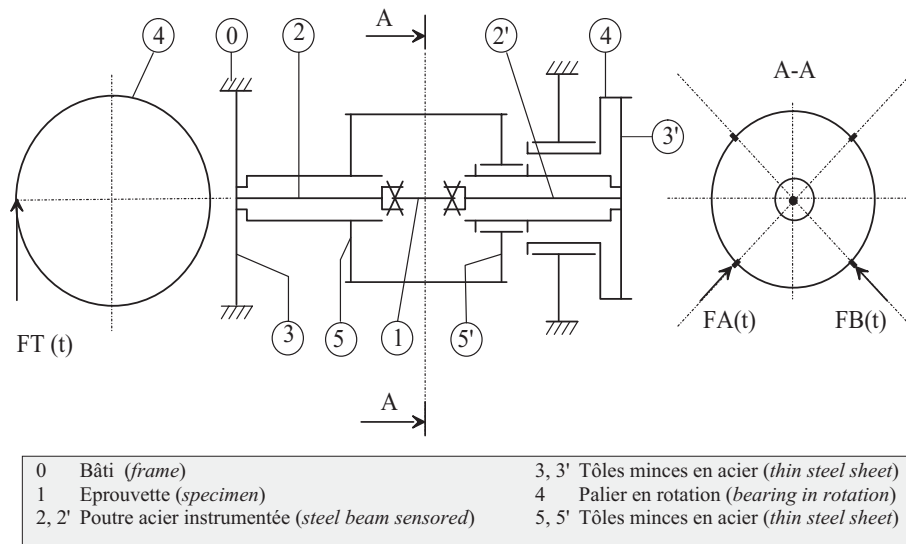 4
0
A
2
2'
4
A-A
3'
FT (t)
3
5
1
5'
FA(t)
FB(t)
A
0 Bâti (frame)
1 Eprouvette (specimen)
2, 2' Poutre acier instrumentée (steel beam sensored)
3, 3' Tôles minces en acier (thin steel sheet)
4 Palier en rotation (bearing in rotation)
5, 5' Tôles minces en acier (thin steel sheet)